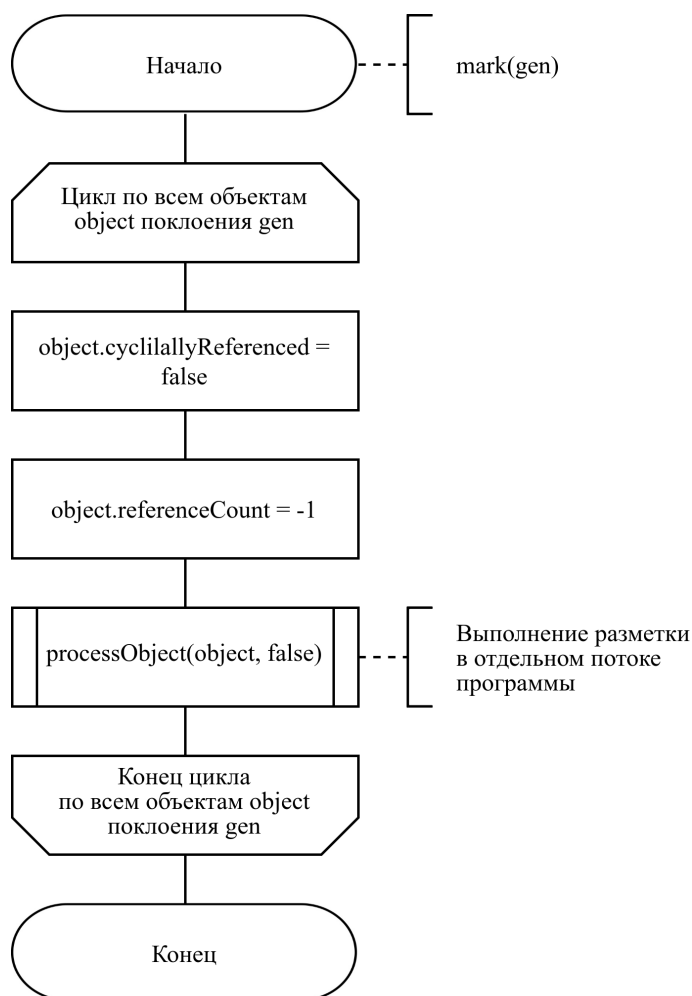 Начало
mark(gen)
Цикл по всем объектам
object поклоения gen
object.cyclilallyReferenced =
false
object.referenceCount = -1
processObject(object, false)
Выполнение разметки
в отдельном потоке
программы
Конец цикла
по всем объектам object
поклоения gen
Конец